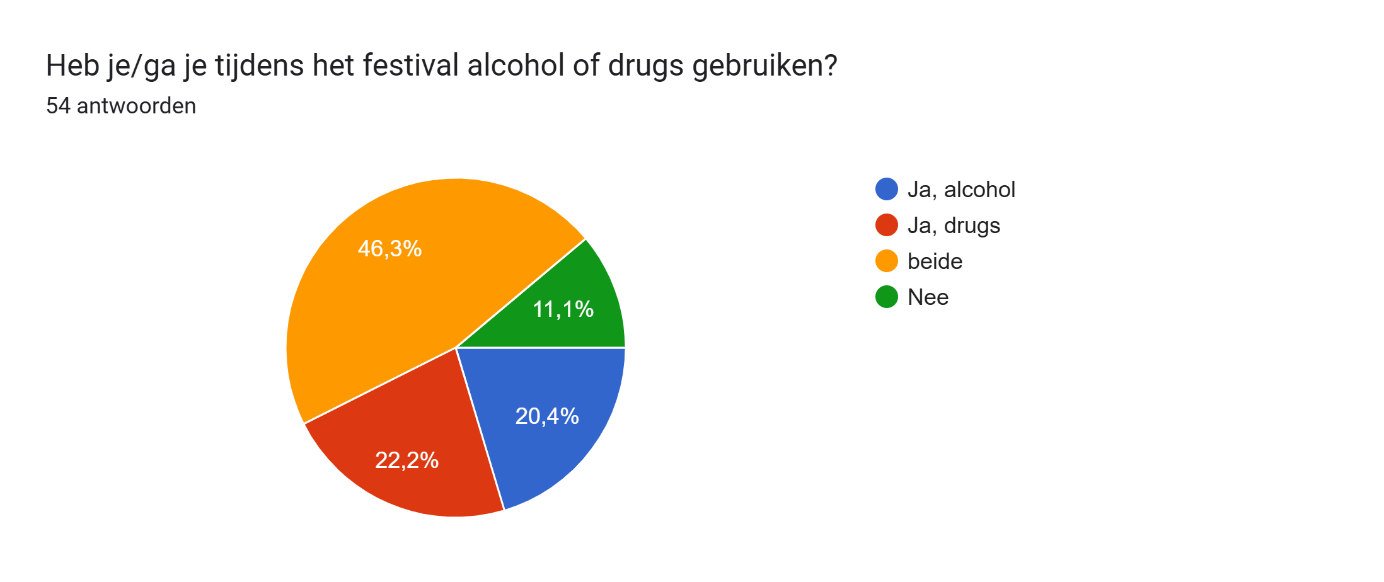 Heb je/ga je tijdens het festival alcohol of drugs gebruiken?
54 antwoorden
46,3%
11,1%
20,4%
22,2%
Ja, alcohol
Ja, drugs
beide
Nee